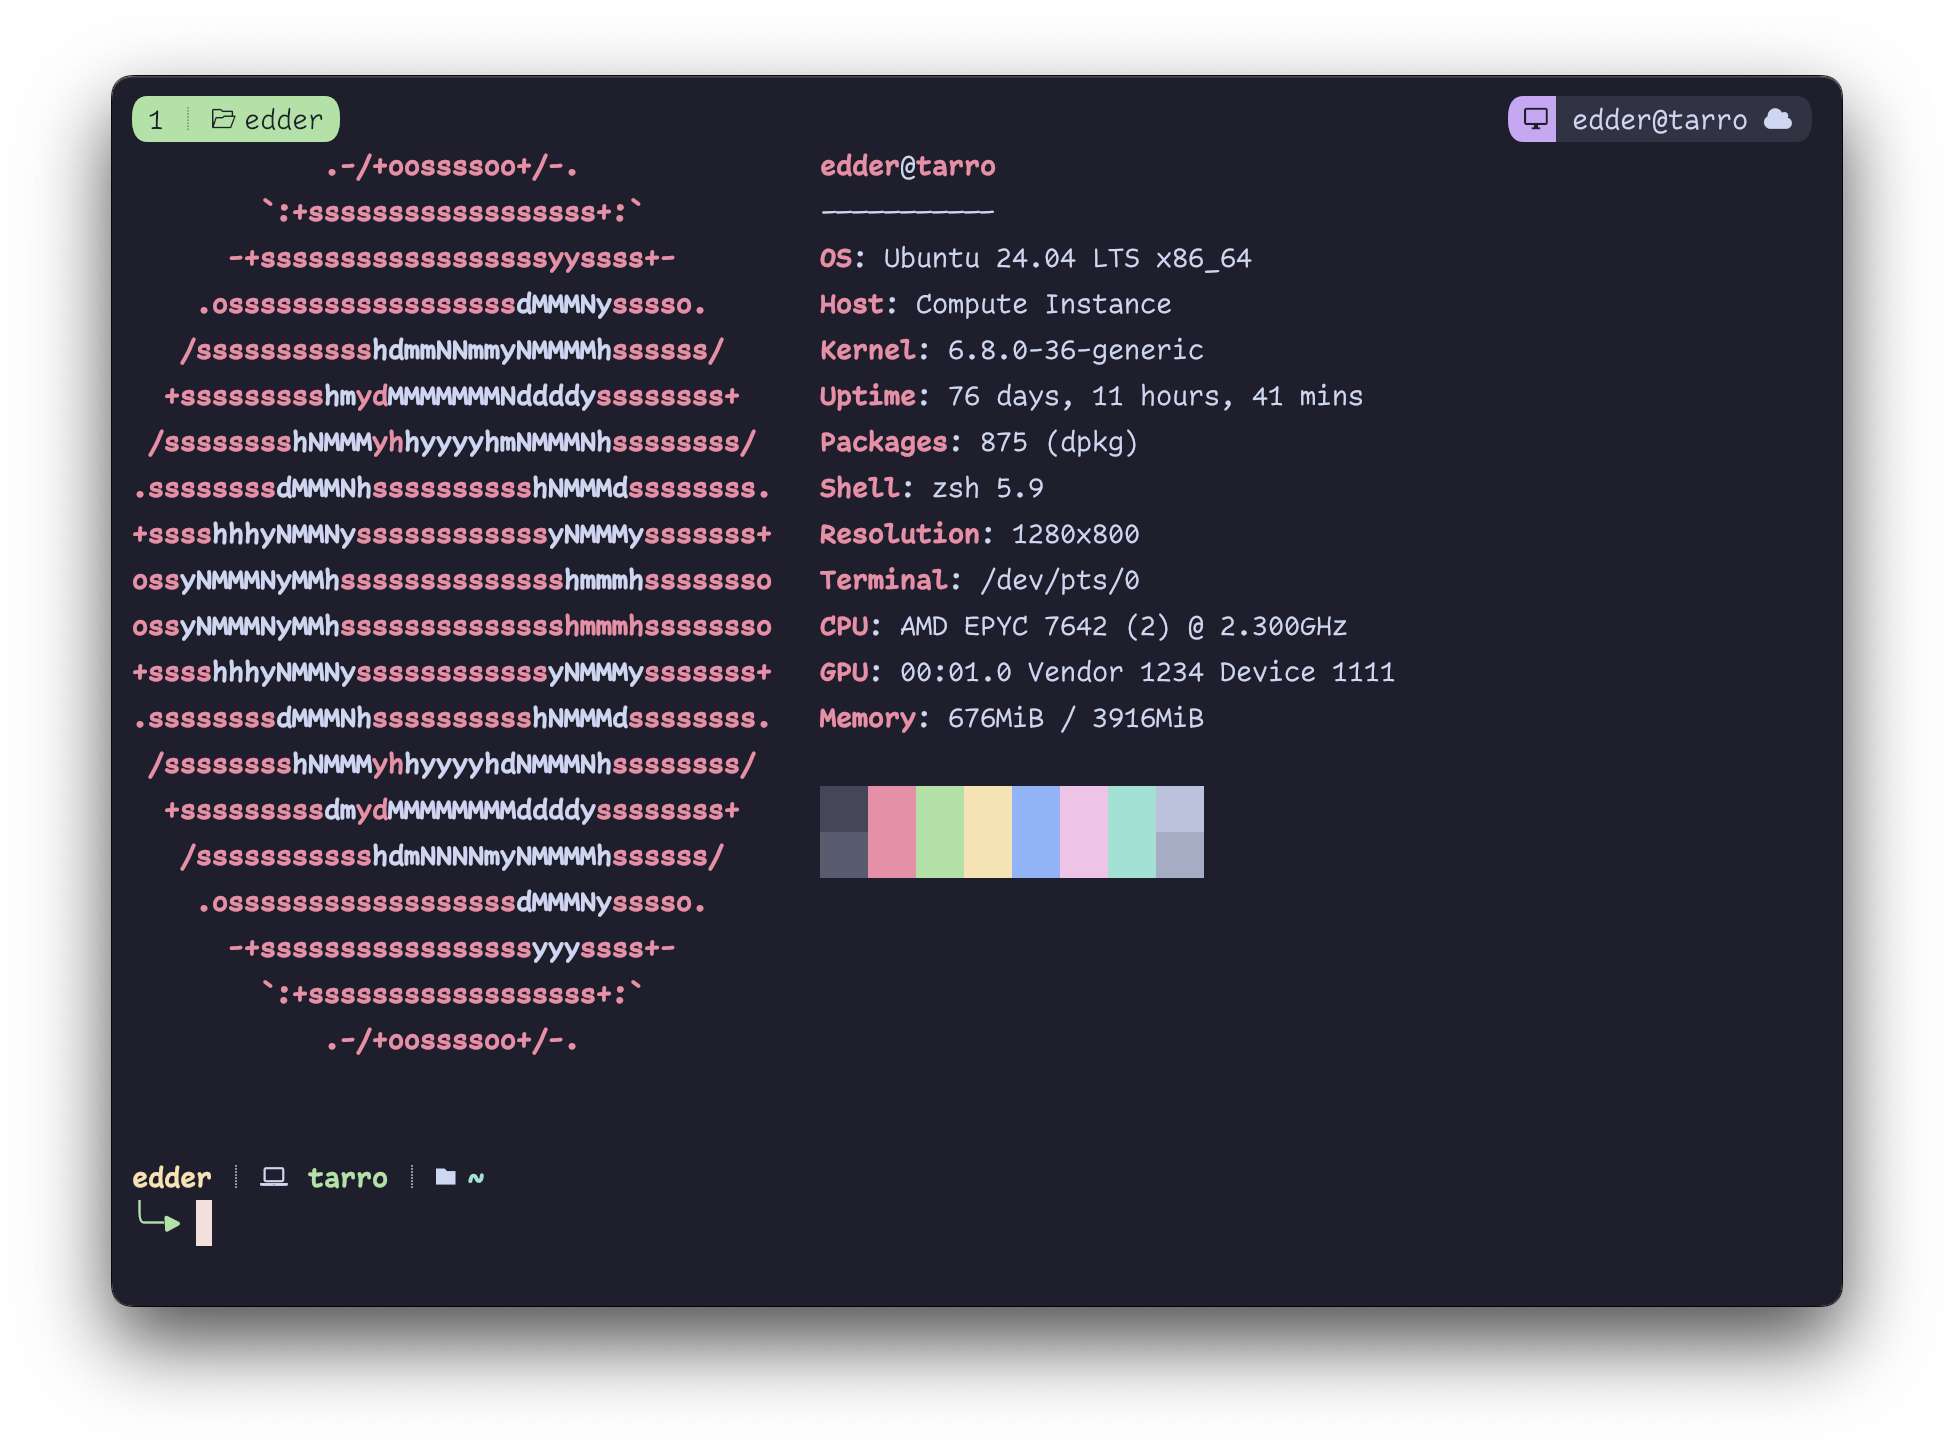 1 edder edder@tarro
.-/+oossssoo+/-. edder@tarro
`:+ssssssssssssssssss+:` -----------
-+ssssssssssssssssssyyssss+- OS: Ubuntu 24.04 LTS x86_64
.ossssssssssssssssssdMMMNysssso. Host: Compute Instance
/ssssssssssshdmmNNmmyNMMMMhssssss/ Kernel: 6.8.0-36-generic
+ssssssssshmydMMMMMMMNddddyssssssss+ Uptime: 76 days, 11 hours, 41 mins
/sssssssshNMMMyhhyyyyhmNMMMNhssssssss/ Packages: 875 (dpkg)
.ssssssssdMMMNhsssssssssshNMMMdssssssss. Shell: zsh 5.9
+sssshhhyNMMNyssssssssssssyNMMMysssssss+ Resolution: 1280x800
ossyNMMMNyMMhsssssssssssssshmmmhssssssso Terminal: /dev/pts/0
ossyNMMMNyMMhsssssssssssssshmmmhssssssso CPU: AMD EPYC 7642 (2) @ 2.300GHz
+sssshhhyNMMNyssssssssssssyNMMMysssssss+ GPU: 00:01.0 Vendor 1234 Device 1111
.ssssssssdMMMNhsssssssssshNMMMdssssssss. Memory: 676MiB / 3916MiB
/sssssssshNMMMyhhyyyyhdNMMMNhssssssss/
+sssssssssdmydMMMMMMMMddddyssssssss+
/ssssssssssshdmNNNNmyNMMMMhssssss/
.ossssssssssssssssssdMMMNysssso.
-+sssssssssssssssssyyyssss+-
`:+ssssssssssssssssss+:`
.-/+oossssoo+/-.
edder tarro ~